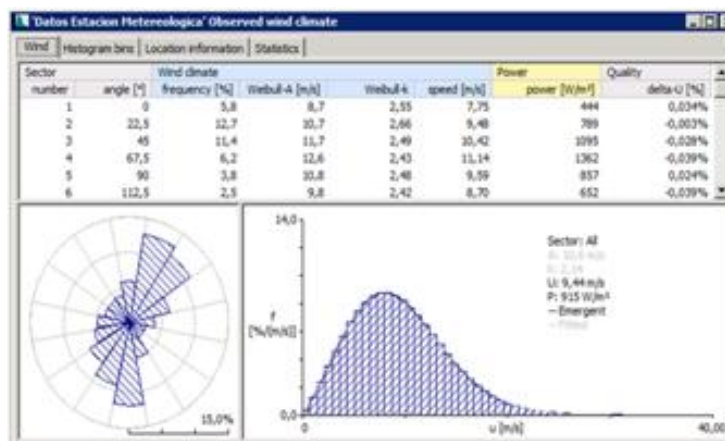 'Datos Estacion Metereologica' Observed wind climate
Wind Histogram bins Location information Statistics
Sector Wind climate Power Quality
number angle [°] frequency [%] Weibull-A [m/s] Weibull-k speed [m/s] power [W/m²] delta-U [%]
1 0 5,8 8,7 2,55 7,75 444 0,034%
2 22,5 12,7 10,7 2,66 9,48 789 -0,003%
3 45 11,4 11,7 2,49 10,42 1095 -0,028%
4 67,5 6,2 12,6 2,43 11,14 1362 -0,039%
5 90 3,8 10,8 2,48 9,59 857 0,024%
6 112,5 2,5 9,8 2,42 8,70 652 -0,039%
15,0%
14,0
f
[%/(m/s)]
0,0
0
u [m/s]
40,00
Sector: All
A: 10,6 m/s
k: 2,14
U: 9,44 m/s
P: 915 W/m²
Emergent
Fitted